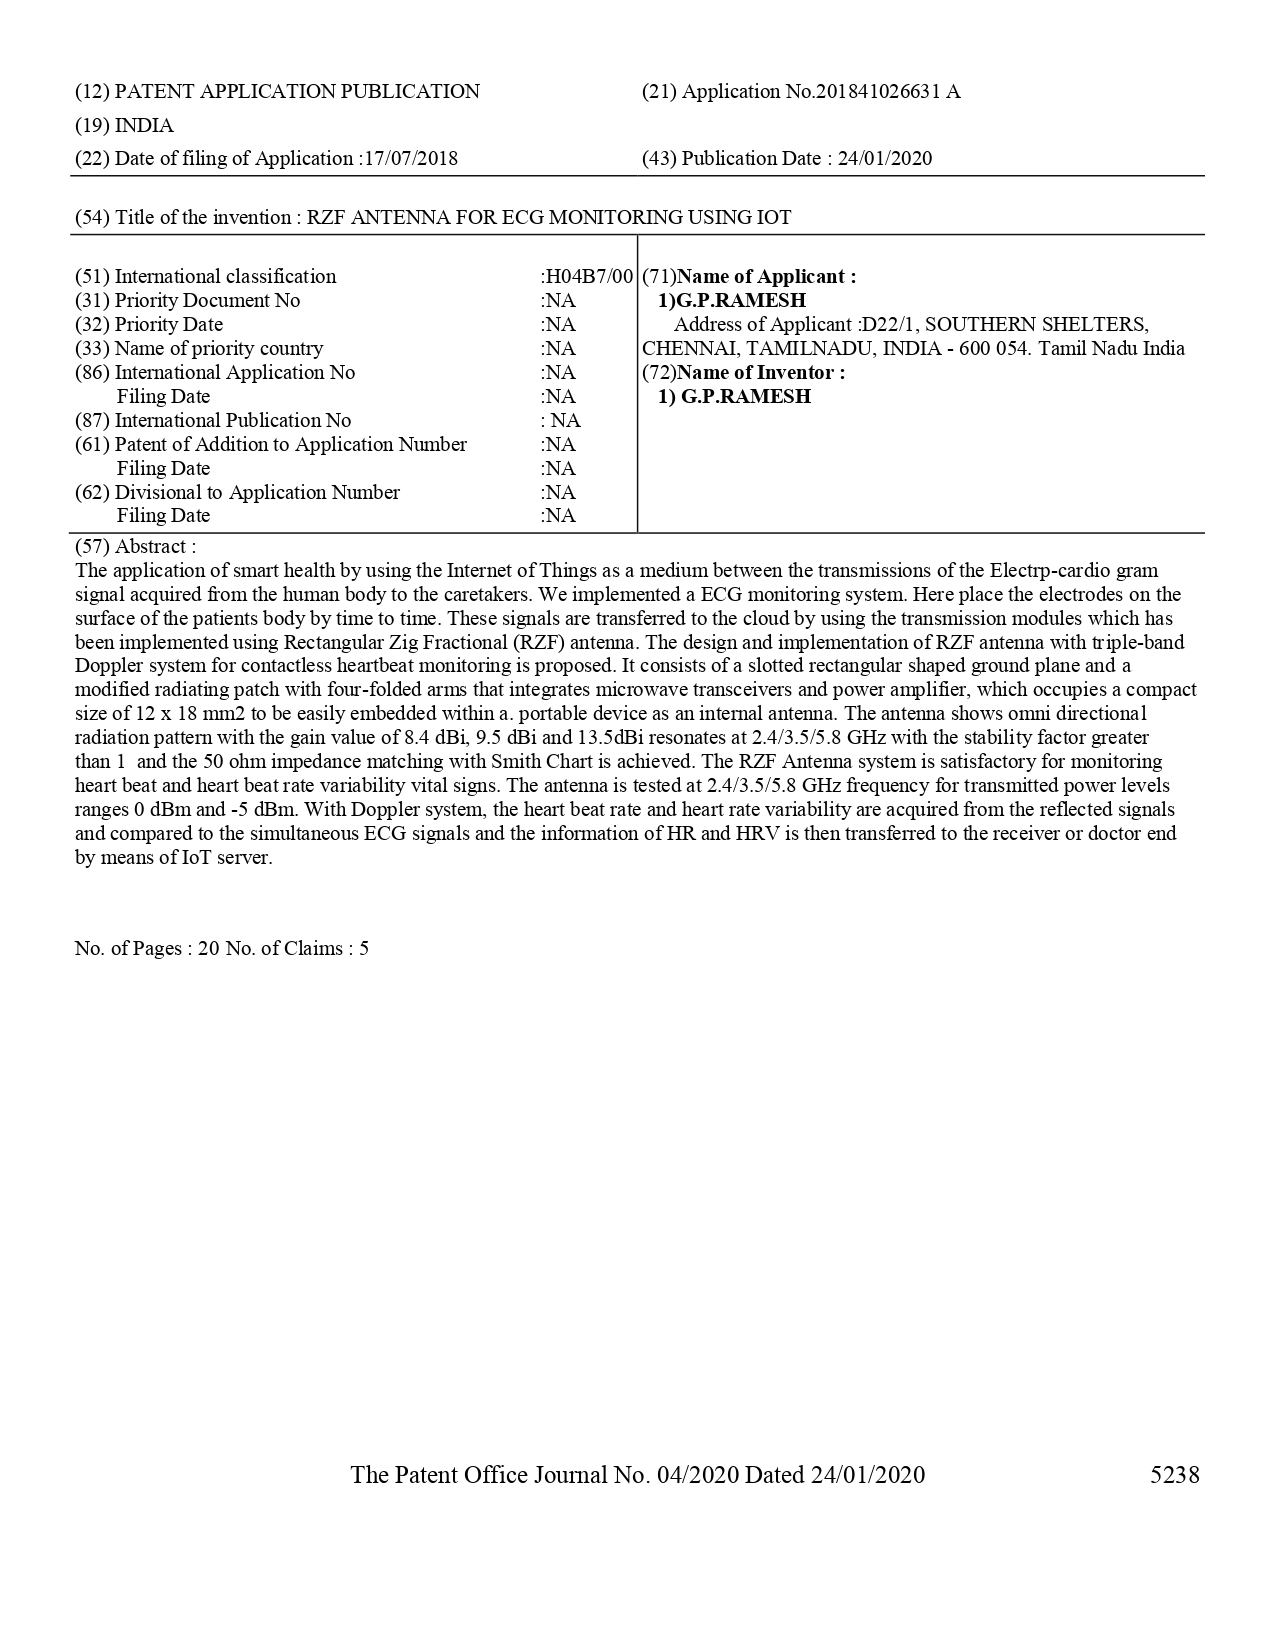 (12) PATENT APPLICATION PUBLICATION
(21) Application No.201841026631 A
(19) INDIA
(22) Date of filing of Application :17/07/2018
(43) Publication Date : 24/01/2020
(54) Title of the invention : RZF ANTENNA FOR ECG MONITORING USING IOT
(51) International classification :H04B7/00
(31) Priority Document No :NA
(32) Priority Date :NA
(33) Name of priority country :NA
(86) International Application No :NA
Filing Date :NA
(87) International Publication No : NA
(61) Patent of Addition to Application Number :NA
Filing Date :NA
(62) Divisional to Application Number :NA
Filing Date :NA
(71)Name of Applicant :
1)G.P.RAMESH
Address of Applicant :D22/1, SOUTHERN SHELTERS,
CHENNAI, TAMILNADU, INDIA - 600 054. Tamil Nadu India
(72)Name of Inventor :
1) G.P.RAMESH
(57) Abstract :
The application of smart health by using the Internet of Things as a medium between the transmissions of the Electrp-cardio gram
signal acquired from the human body to the caretakers. We implemented a ECG monitoring system. Here place the electrodes on the
surface of the patients body by time to time. These signals are transferred to the cloud by using the transmission modules which has
been implemented using Rectangular Zig Fractional (RZF) antenna. The design and implementation of RZF antenna with triple-band
Doppler system for contactless heartbeat monitoring is proposed. It consists of a slotted rectangular shaped ground plane and a
modified radiating patch with four-folded arms that integrates microwave transceivers and power amplifier, which occupies a compact
size of 12 x 18 mm2 to be easily embedded within a. portable device as an internal antenna. The antenna shows omni directional
radiation pattern with the gain value of 8.4 dBi, 9.5 dBi and 13.5dBi resonates at 2.4/3.5/5.8 GHz with the stability factor greater
than 1 and the 50 ohm impedance matching with Smith Chart is achieved. The RZF Antenna system is satisfactory for monitoring
heart beat and heart beat rate variability vital signs. The antenna is tested at 2.4/3.5/5.8 GHz frequency for transmitted power levels
ranges 0 dBm and -5 dBm. With Doppler system, the heart beat rate and heart rate variability are acquired from the reflected signals
and compared to the simultaneous ECG signals and the information of HR and HRV is then transferred to the receiver or doctor end
by means of IoT server.
No. of Pages : 20 No. of Claims : 5
The Patent Office Journal No. 04/2020 Dated 24/01/2020
5238